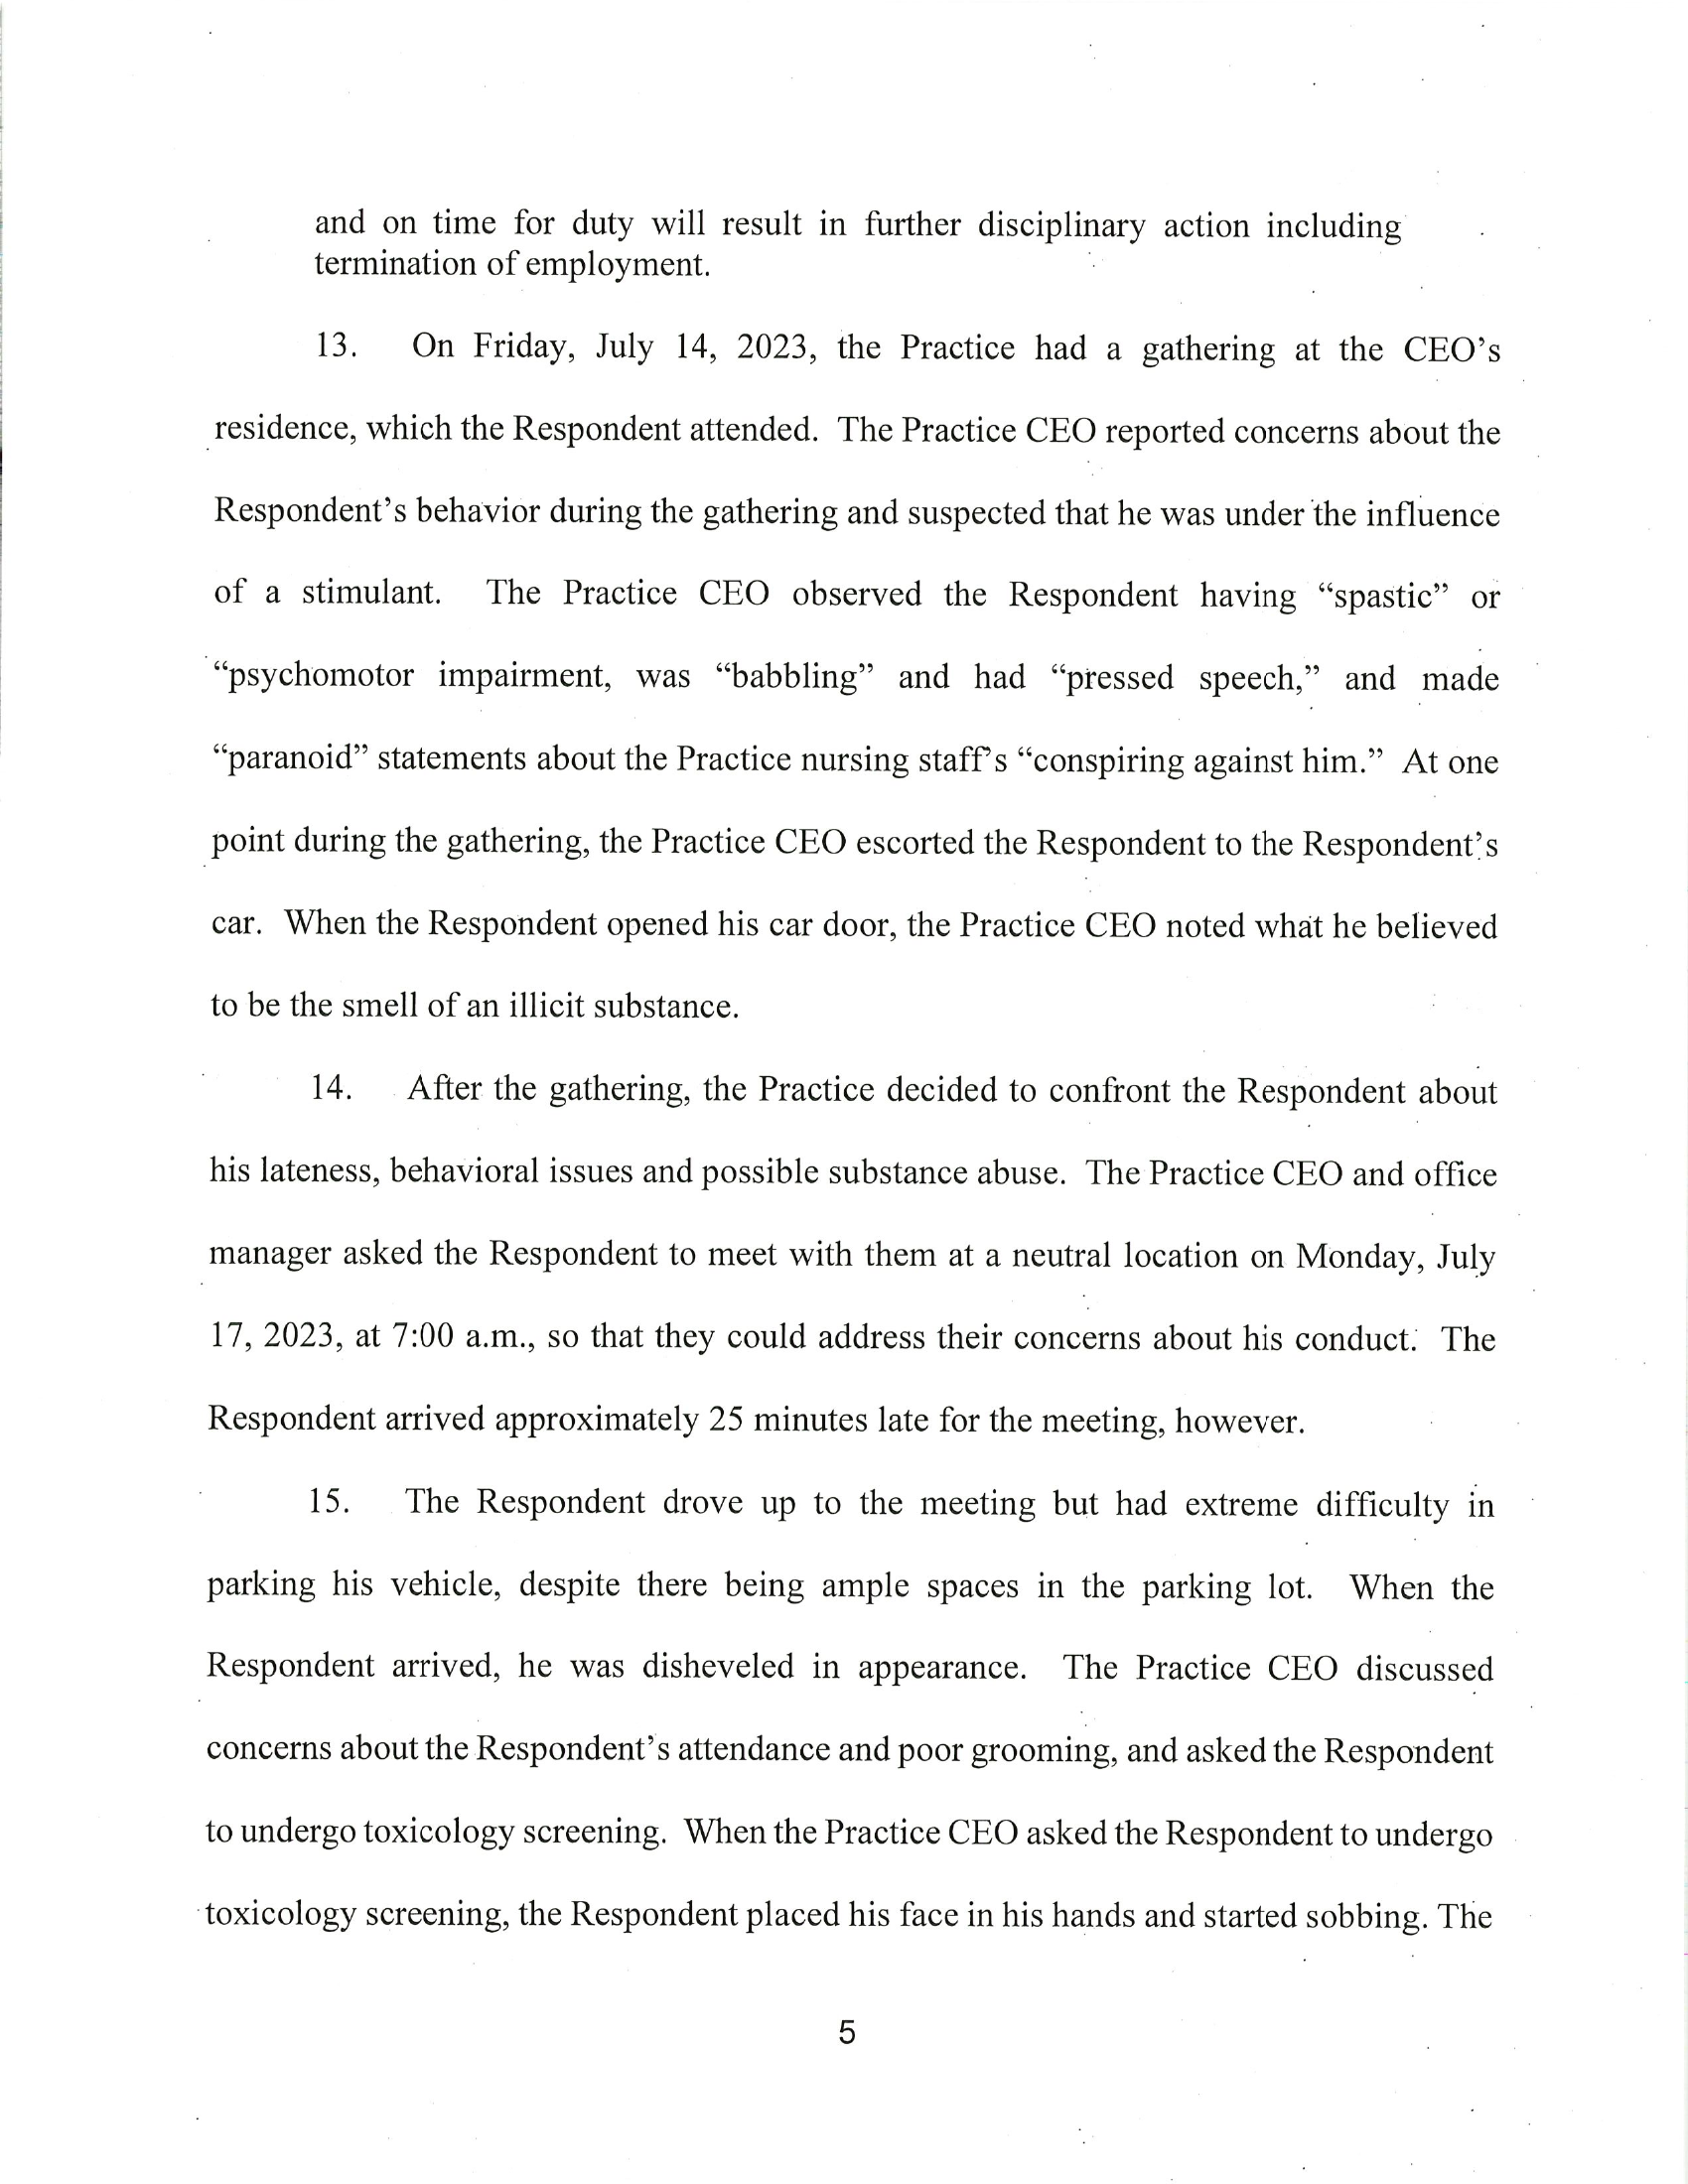 and on time for duty will result in further disciplinary action including
termination of employment.
13. On Friday, July 14, 2023, the Practice had a gathering at the CEO’s
residence, which the Respondent attended. The Practice CEO reported concerns about the
Respondent’s behavior during the gathering and suspected that he was under the influence
of a stimulant. The Practice CEO observed the Respondent having “spastic” or
“psychomotor impairment, was “babbling” and had “pressed speech,” and made
“paranoid” statements about the Practice nursing staff’s “conspiring against him.” At one
point during the gathering, the Practice CEO escorted the Respondent to the Respondent’s
car. When the Respondent opened his car door, the Practice CEO noted what he believed
to be the smell of an illicit substance.
14. After the gathering, the Practice decided to confront the Respondent about
his lateness, behavioral issues and possible substance abuse. The Practice CEO and office
manager asked the Respondent to meet with them at a neutral location on Monday, July
17, 2023, at 7:00 a.m., so that they could address their concerns about his conduct. The
Respondent arrived approximately 25 minutes late for the meeting, however.
15. The Respondent drove up to the meeting but had extreme difficulty in
parking his vehicle, despite there being ample spaces in the parking lot. When the
Respondent arrived, he was disheveled in appearance. The Practice CEO discussed
concerns about the Respondent’s attendance and poor grooming, and asked the Respondent
to undergo toxicology screening. When the Practice CEO asked the Respondent to undergo
toxicology screening, the Respondent placed his face in his hands and started sobbing. The
5